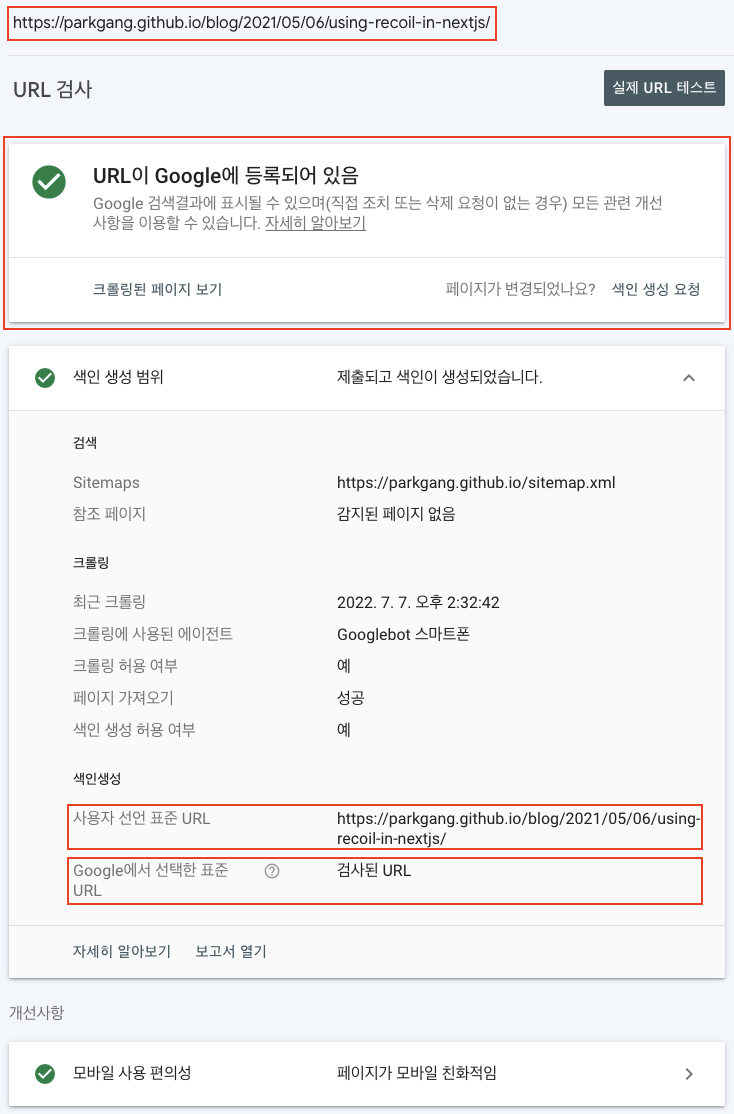 https://parkgang.github.io/blog/2021/05/06/using-recoil-in-nextjs/
URL 검사
실제 URL 테스트
URL이 Google에 등록되어 있음
Google 검색결과에 표시될 수 있으며(직접 조치 또는 삭제 요청이 없는 경우) 모든 관련 개선
사항을 이용할 수 있습니다. 자세히 알아보기
크롤링된 페이지 보기
페이지가 변경되었나요? 색인 생성 요청
색인 생성 범위
제출되고 색인이 생성되었습니다.
검색
Sitemaps
https://parkgang.github.io/sitemap.xml
참조 페이지
감지된 페이지 없음
크롤링
최근 크롤링
2022. 7. 7. 오후 2:32:42
크롤링에 사용된 에이전트
Googlebot 스마트폰
크롤링 허용 여부
예
페이지 가져오기
성공
색인 생성 허용 여부
예
색인생성
사용자 선언 표준 URL
https://parkgang.github.io/blog/2021/05/06/using-
recoil-in-nextjs/
Google에서 선택한 표준
URL
검사된 URL
자세히 알아보기
보고서 열기
개선사항
모바일 사용 편의성
페이지가 모바일 친화적임